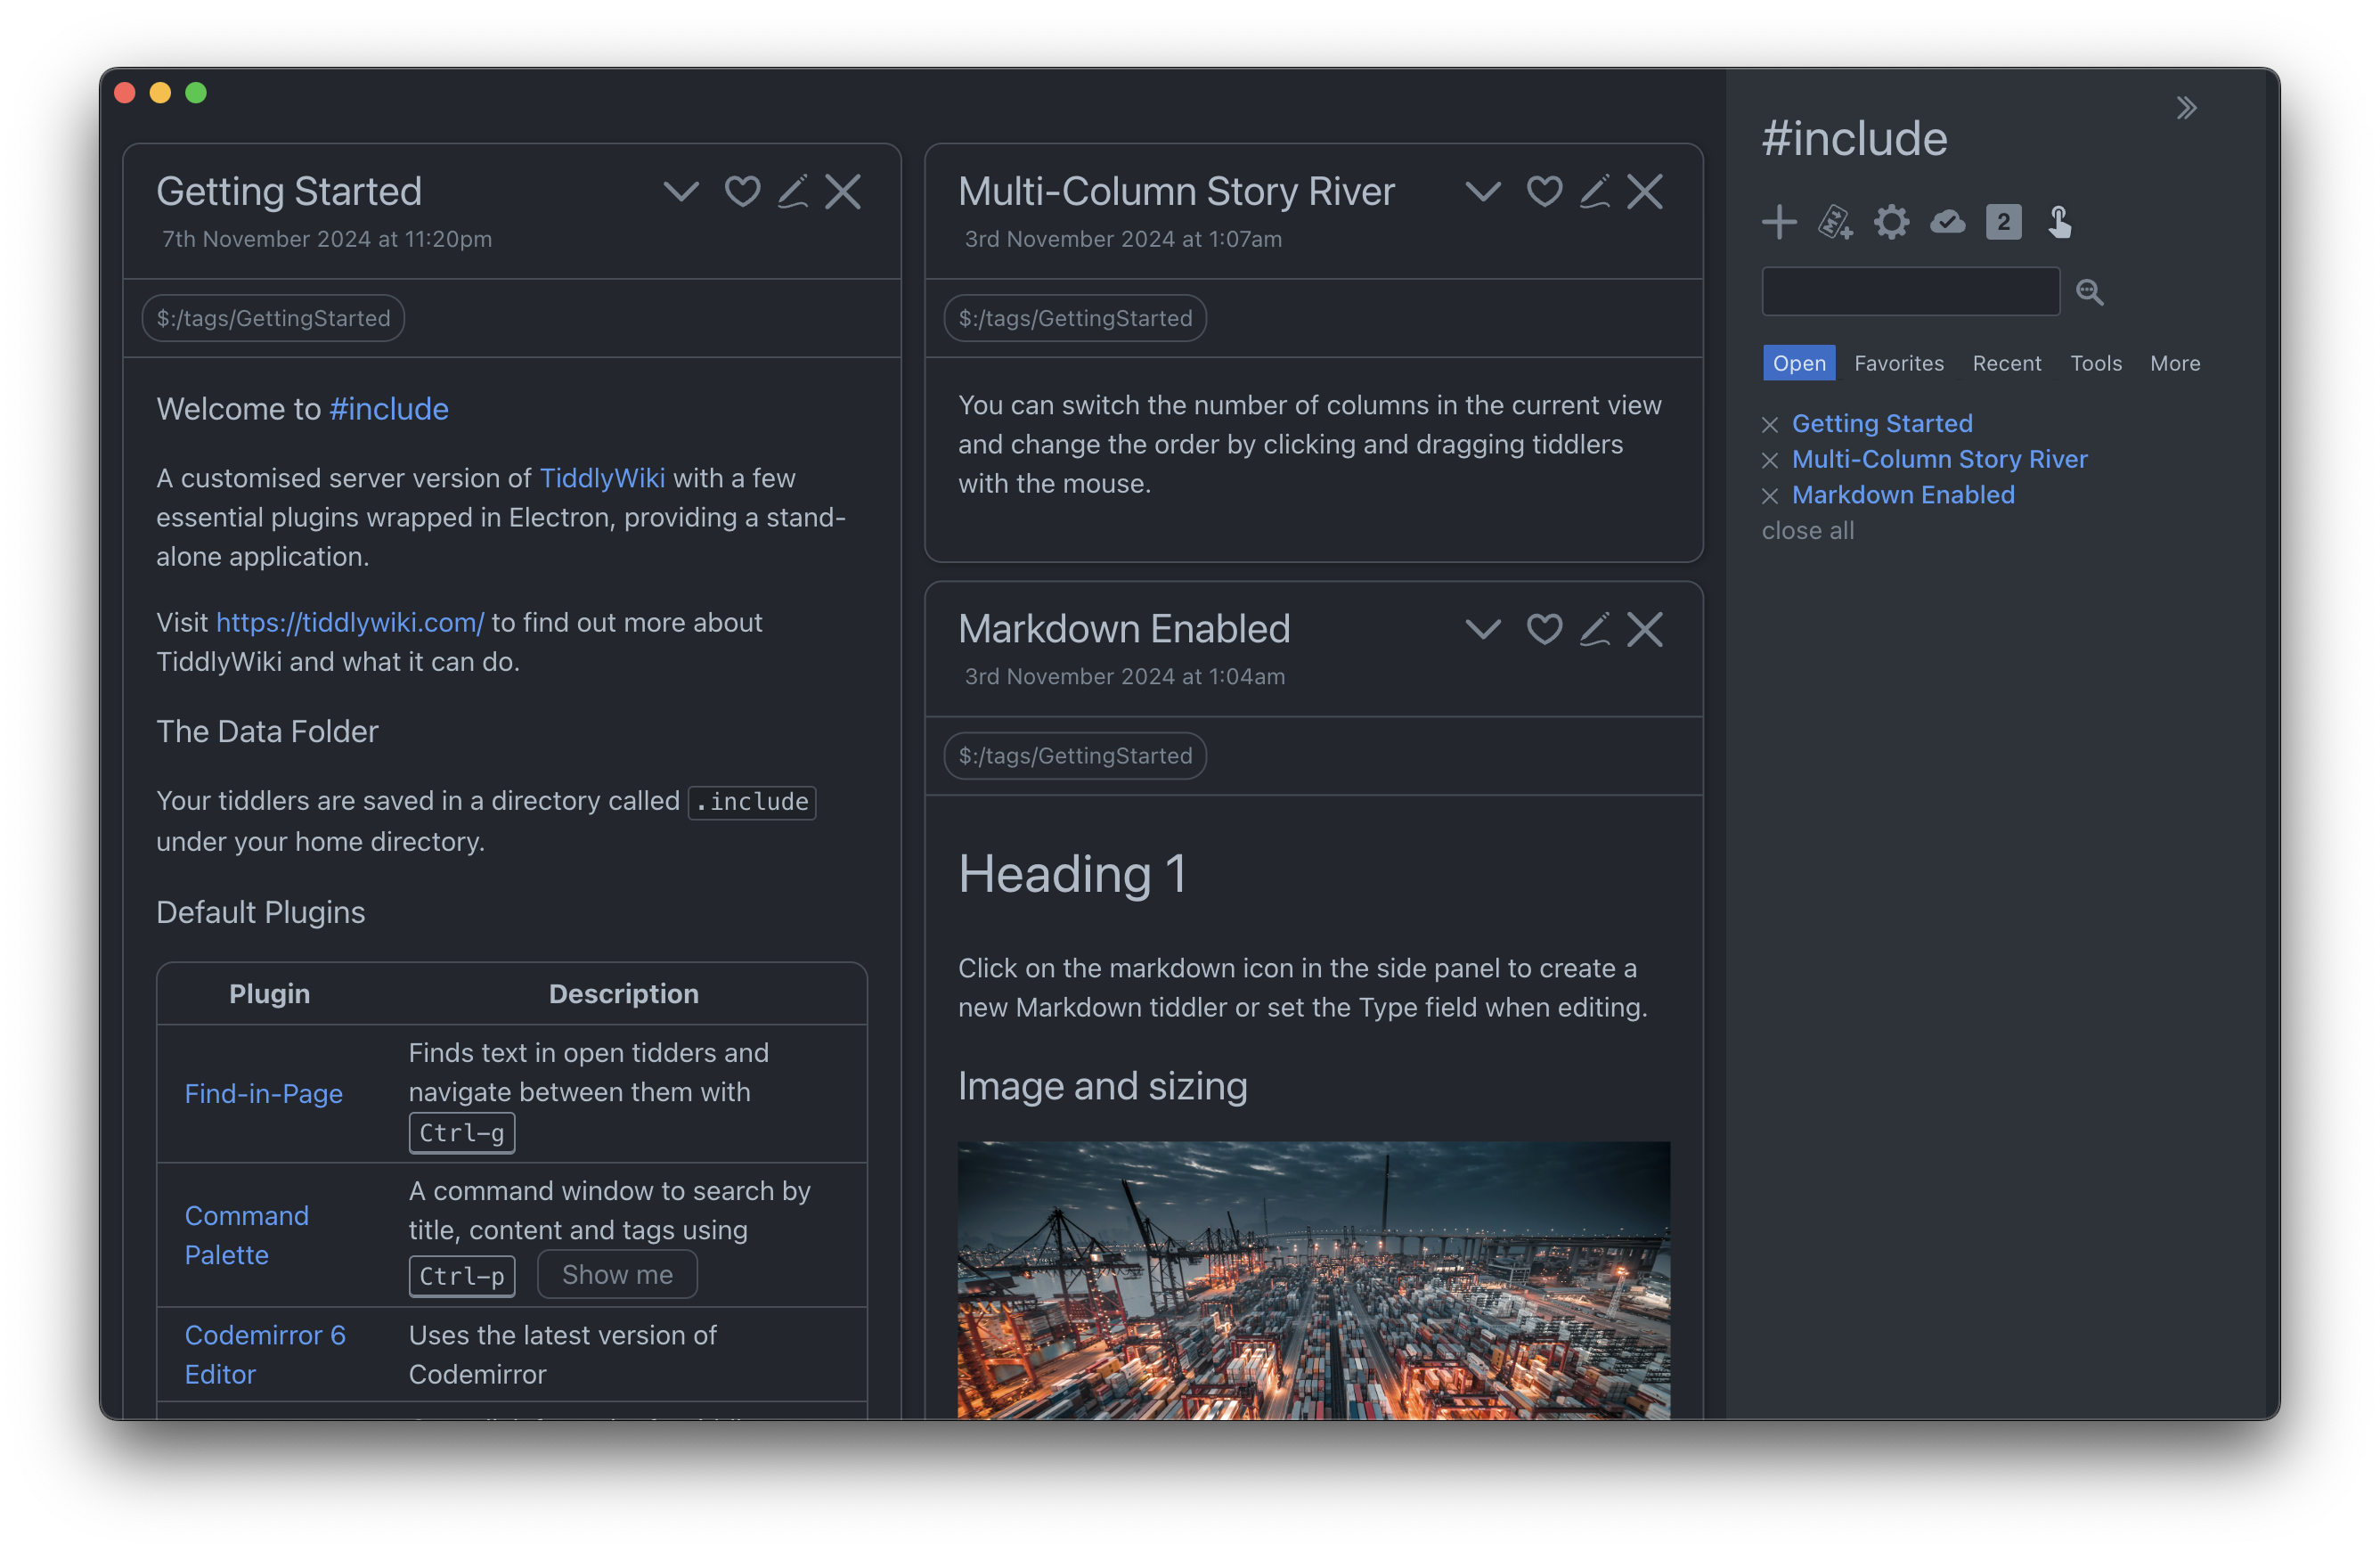 Getting Started
7th November 2024 at 11:20pm
$:/tags/GettingStarted
Welcome to #include
A customised server version of TiddlyWiki with a few
essential plugins wrapped in Electron, providing a stand-
alone application.
Visit https://tiddlywiki.com/ to find out more about
TiddlyWiki and what it can do.
The Data Folder
Your tiddlers are saved in a directory called .include
under your home directory.
Default Plugins
Plugin Description
Find-in-Page
Finds text in open tidders and
navigate between them with
Ctrl-g
Command
Palette
A command window to search by
title, content and tags using
Ctrl-p Show me
Codemirror 6
Editor
Uses the latest version of
Codemirror
Multi-Column Story River
3rd November 2024 at 1:07am
$:/tags/GettingStarted
You can switch the number of columns in the current view
and change the order by clicking and dragging tiddlers
with the mouse.
Markdown Enabled
3rd November 2024 at 1:04am
$:/tags/GettingStarted
Heading 1
Click on the markdown icon in the side panel to create a
new Markdown tiddler or set the Type field when editing.
Image and sizing
#include
2
Open Favorites Recent Tools More
Getting Started
Multi-Column Story River
Markdown Enabled
close all